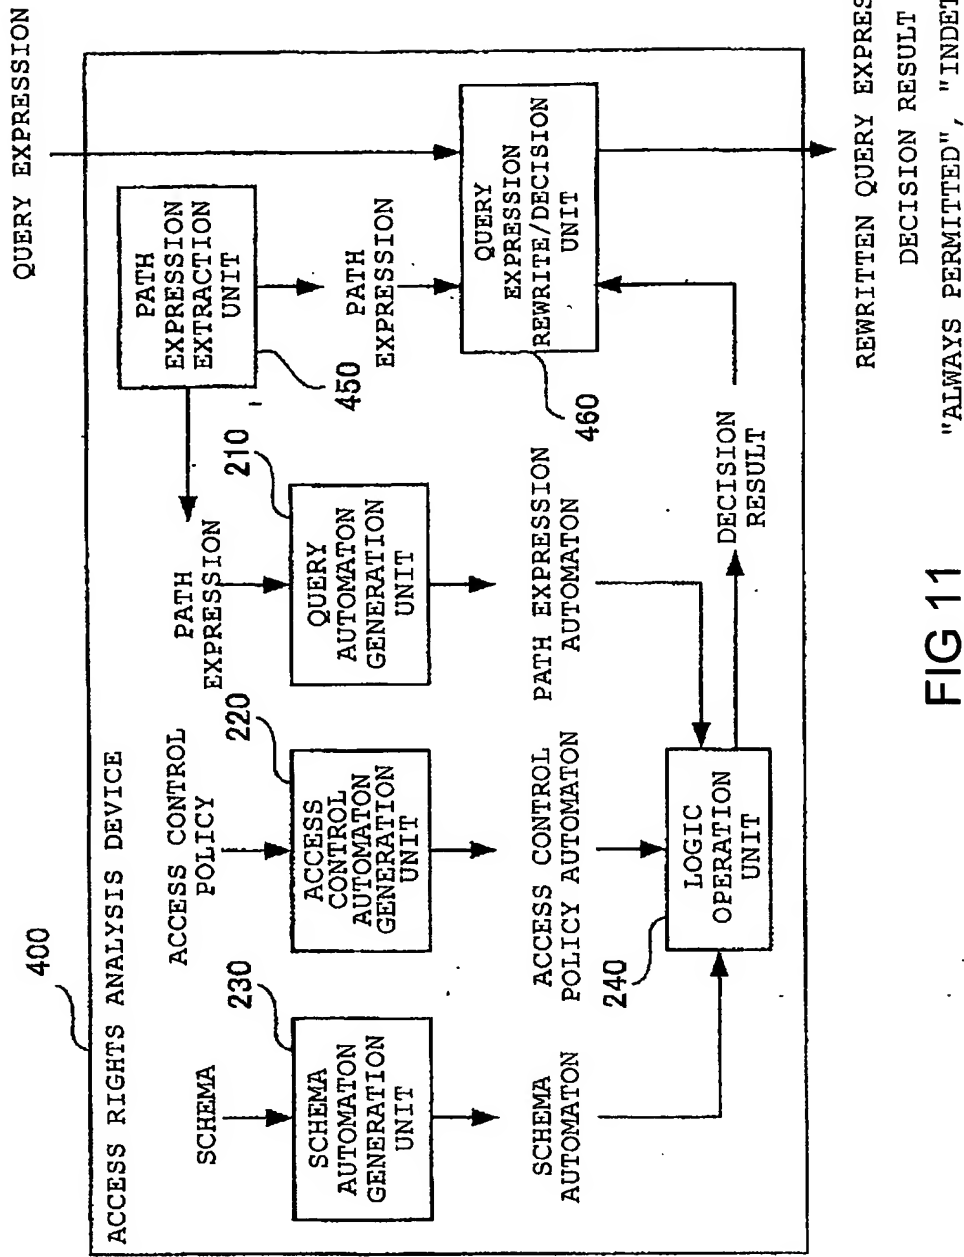 400
ACCESS RIGHTS ANALYSIS DEVICE
SCHEMA
230
SCHEMA
AUTOMATON
GENERATION
UNIT
SCHEMA
AUTOMATON
ACCESS CONTROL
POLICY
220
ACCESS
CONTROL
AUTOMATON
GENERATION
UNIT
ACCESS CONTROL
POLICY AUTOMATON
240
LOGIC
OPERATION
UNIT
PATH
EXPRESSION
210
QUERY
AUTOMATON
GENERATION
UNIT
PATH EXPRESSION
AUTOMATON
DECISION
RESULT
QUERY EXPRESSION
PATH
EXPRESSION
EXTRACTION
UNIT
450
PATH
EXPRESSION
QUERY
EXPRESSION
REWRITE/DECISION
UNIT
460
REWRITTEN QUERY EXPRES
DECISION RESULT
"ALWAYS PERMITTED", "INDET
FIG 11